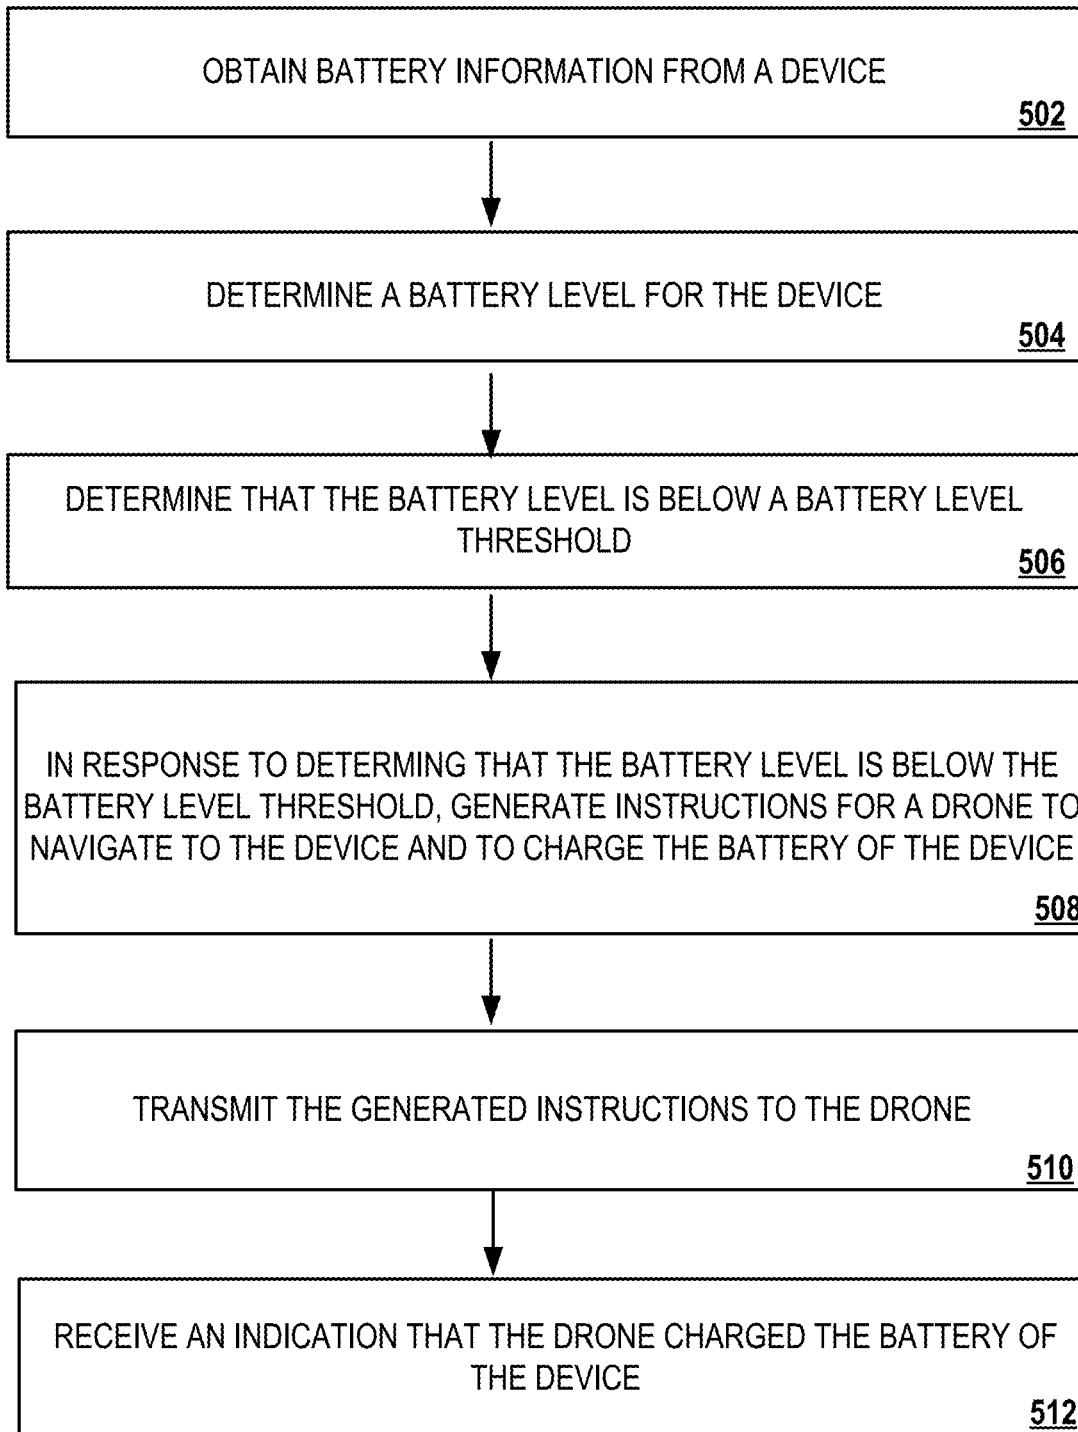 OBTAIN BATTERY INFORMATION FROM A DEVICE
502
DETERMINE A BATTERY LEVEL FOR THE DEVICE
504
DETERMINE THAT THE BATTERY LEVEL IS BELOW A BATTERY LEVEL
THRESHOLD
506
IN RESPONSE TO DETERMING THAT THE BATTERY LEVEL IS BELOW THE
BATTERY LEVEL THRESHOLD, GENERATE INSTRUCTIONS FOR A DRONE TO
NAVIGATE TO THE DEVICE AND TO CHARGE THE BATTERY OF THE DEVICE
508
TRANSMIT THE GENERATED INSTRUCTIONS TO THE DRONE
510
RECEIVE AN INDICATION THAT THE DRONE CHARGED THE BATTERY OF
THE DEVICE
512